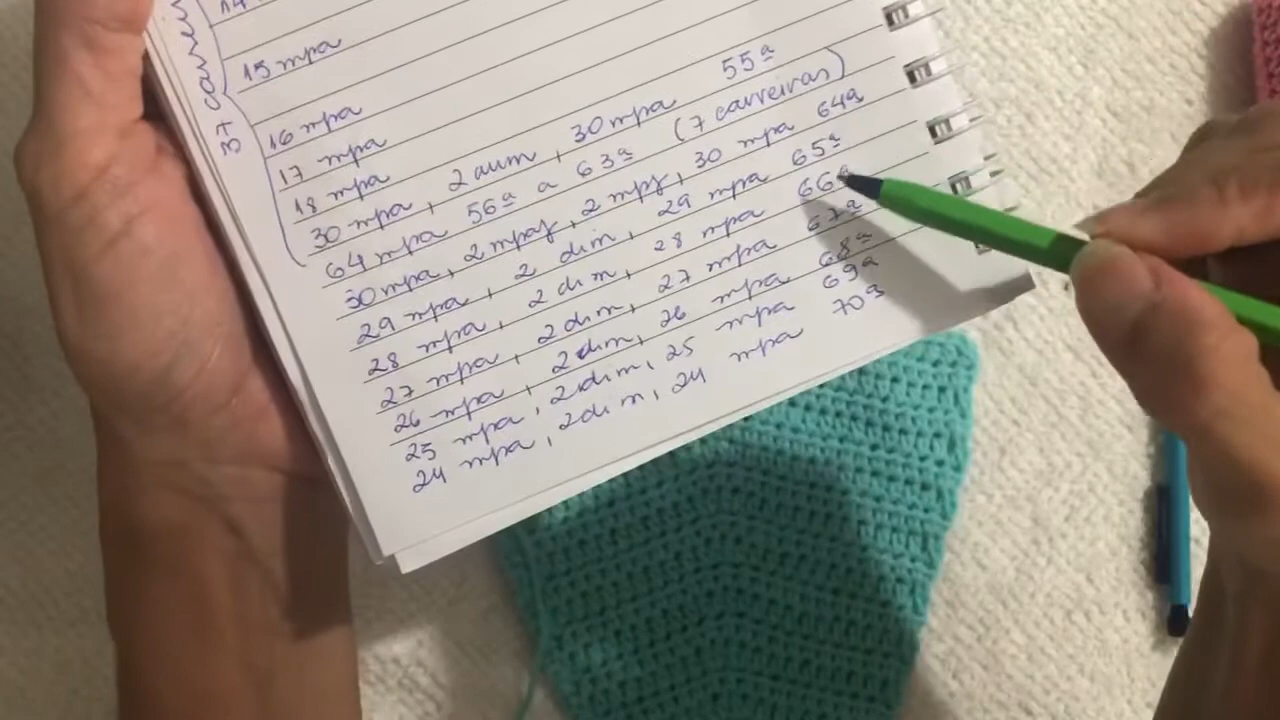 15 mpa
16 mpa
17 mpa
18 mpa
30 mpa, 2 aum, 30 mpa 55ª
64 mpa 56ª a 63ª (7 carreiras)
30 mpa, 2 mpaf, 2 mpf, 30 mpa 64ª
29 mpa, 2 dim, 29 mpa 65ª
28 mpa, 2 dim, 28 mpa 66ª
27 mpa, 2 dim, 27 mpa 67ª
26 mpa, 2 dim, 26 mpa 68ª
25 mpa, 2 dim, 25 mpa 69ª
24 mpa, 2 dim, 24 mpa 70ª